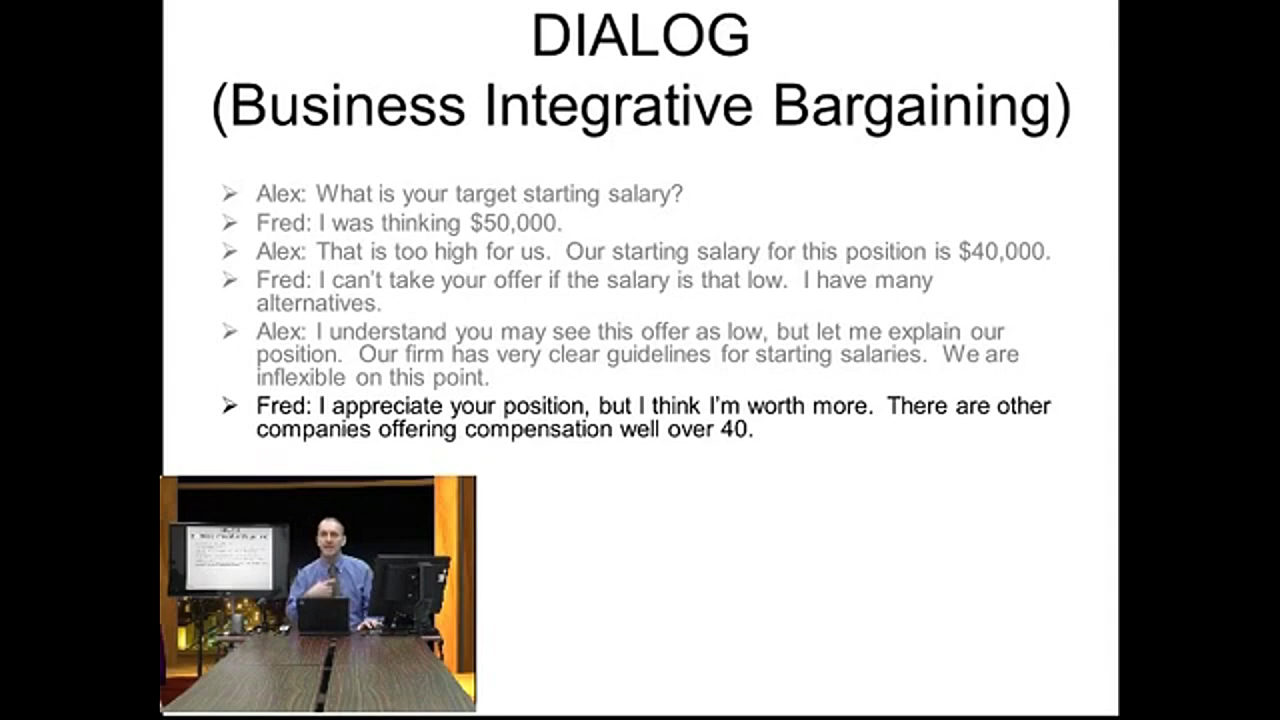 DIALOG
(Business Integrative Bargaining)
➢ Alex: What is your target starting salary?
➢ Fred: I was thinking $50,000.
➢ Alex: That is too high for us.  Our starting salary for this position is $40,000.
➢ Fred: I can't take your offer if the salary is that low.  I have many
alternatives.
➢ Alex: I understand you may see this offer as low, but let me explain our
position.  Our firm has very clear guidelines for starting salaries.  We are
inflexible on this point.
➢ Fred: I appreciate your position, but I think I'm worth more.  There are other
companies offering compensation well over 40.